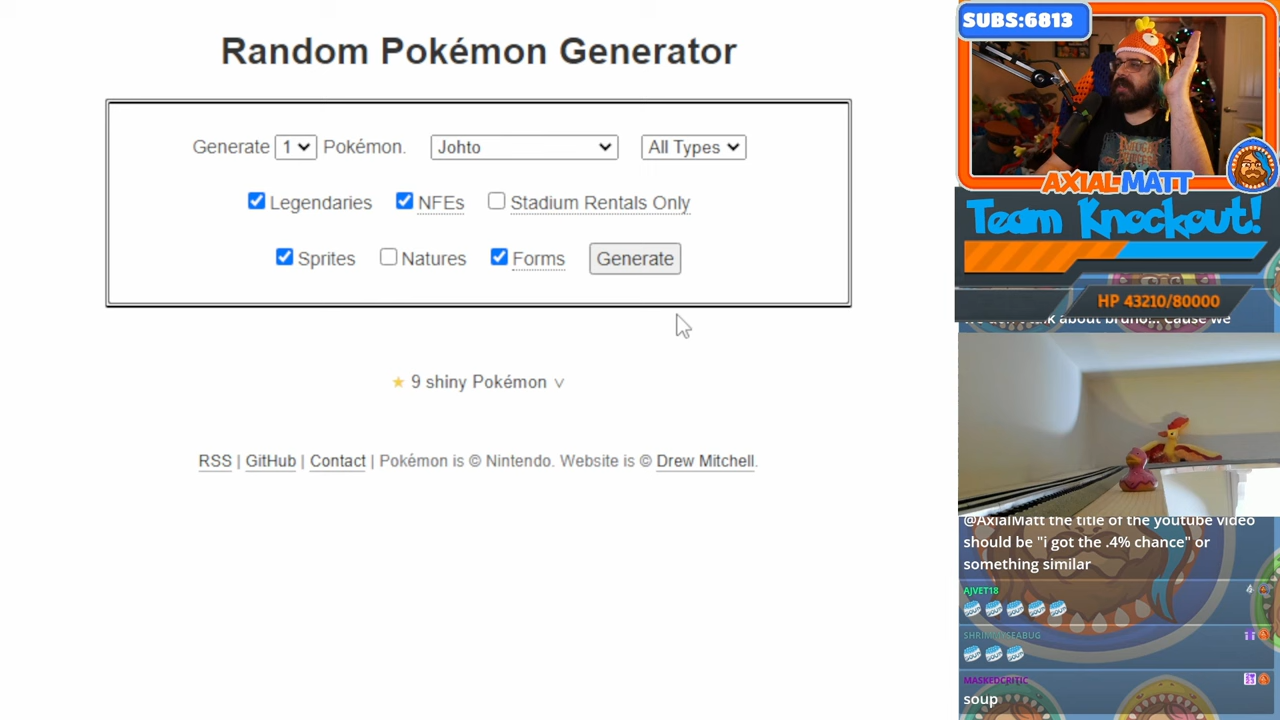 Random Pokémon Generator
Generate 1 Pokémon. Johto All Types
Legendaries NFEs Stadium Rentals Only
Sprites Natures Forms Generate
★ 9 shiny Pokémon
RSS | GitHub | Contact | Pokémon is © Nintendo. Website is © Drew Mitchell.
SUBS:6813
AXIALMATT
Team Knockout!
HP 43210/80000
talk about bruno... Cause we
@AxialMatt the title of the youtube video
should be "i got the .4% chance" or
something similar
AJVET18
MASKEDCRITIC
soup